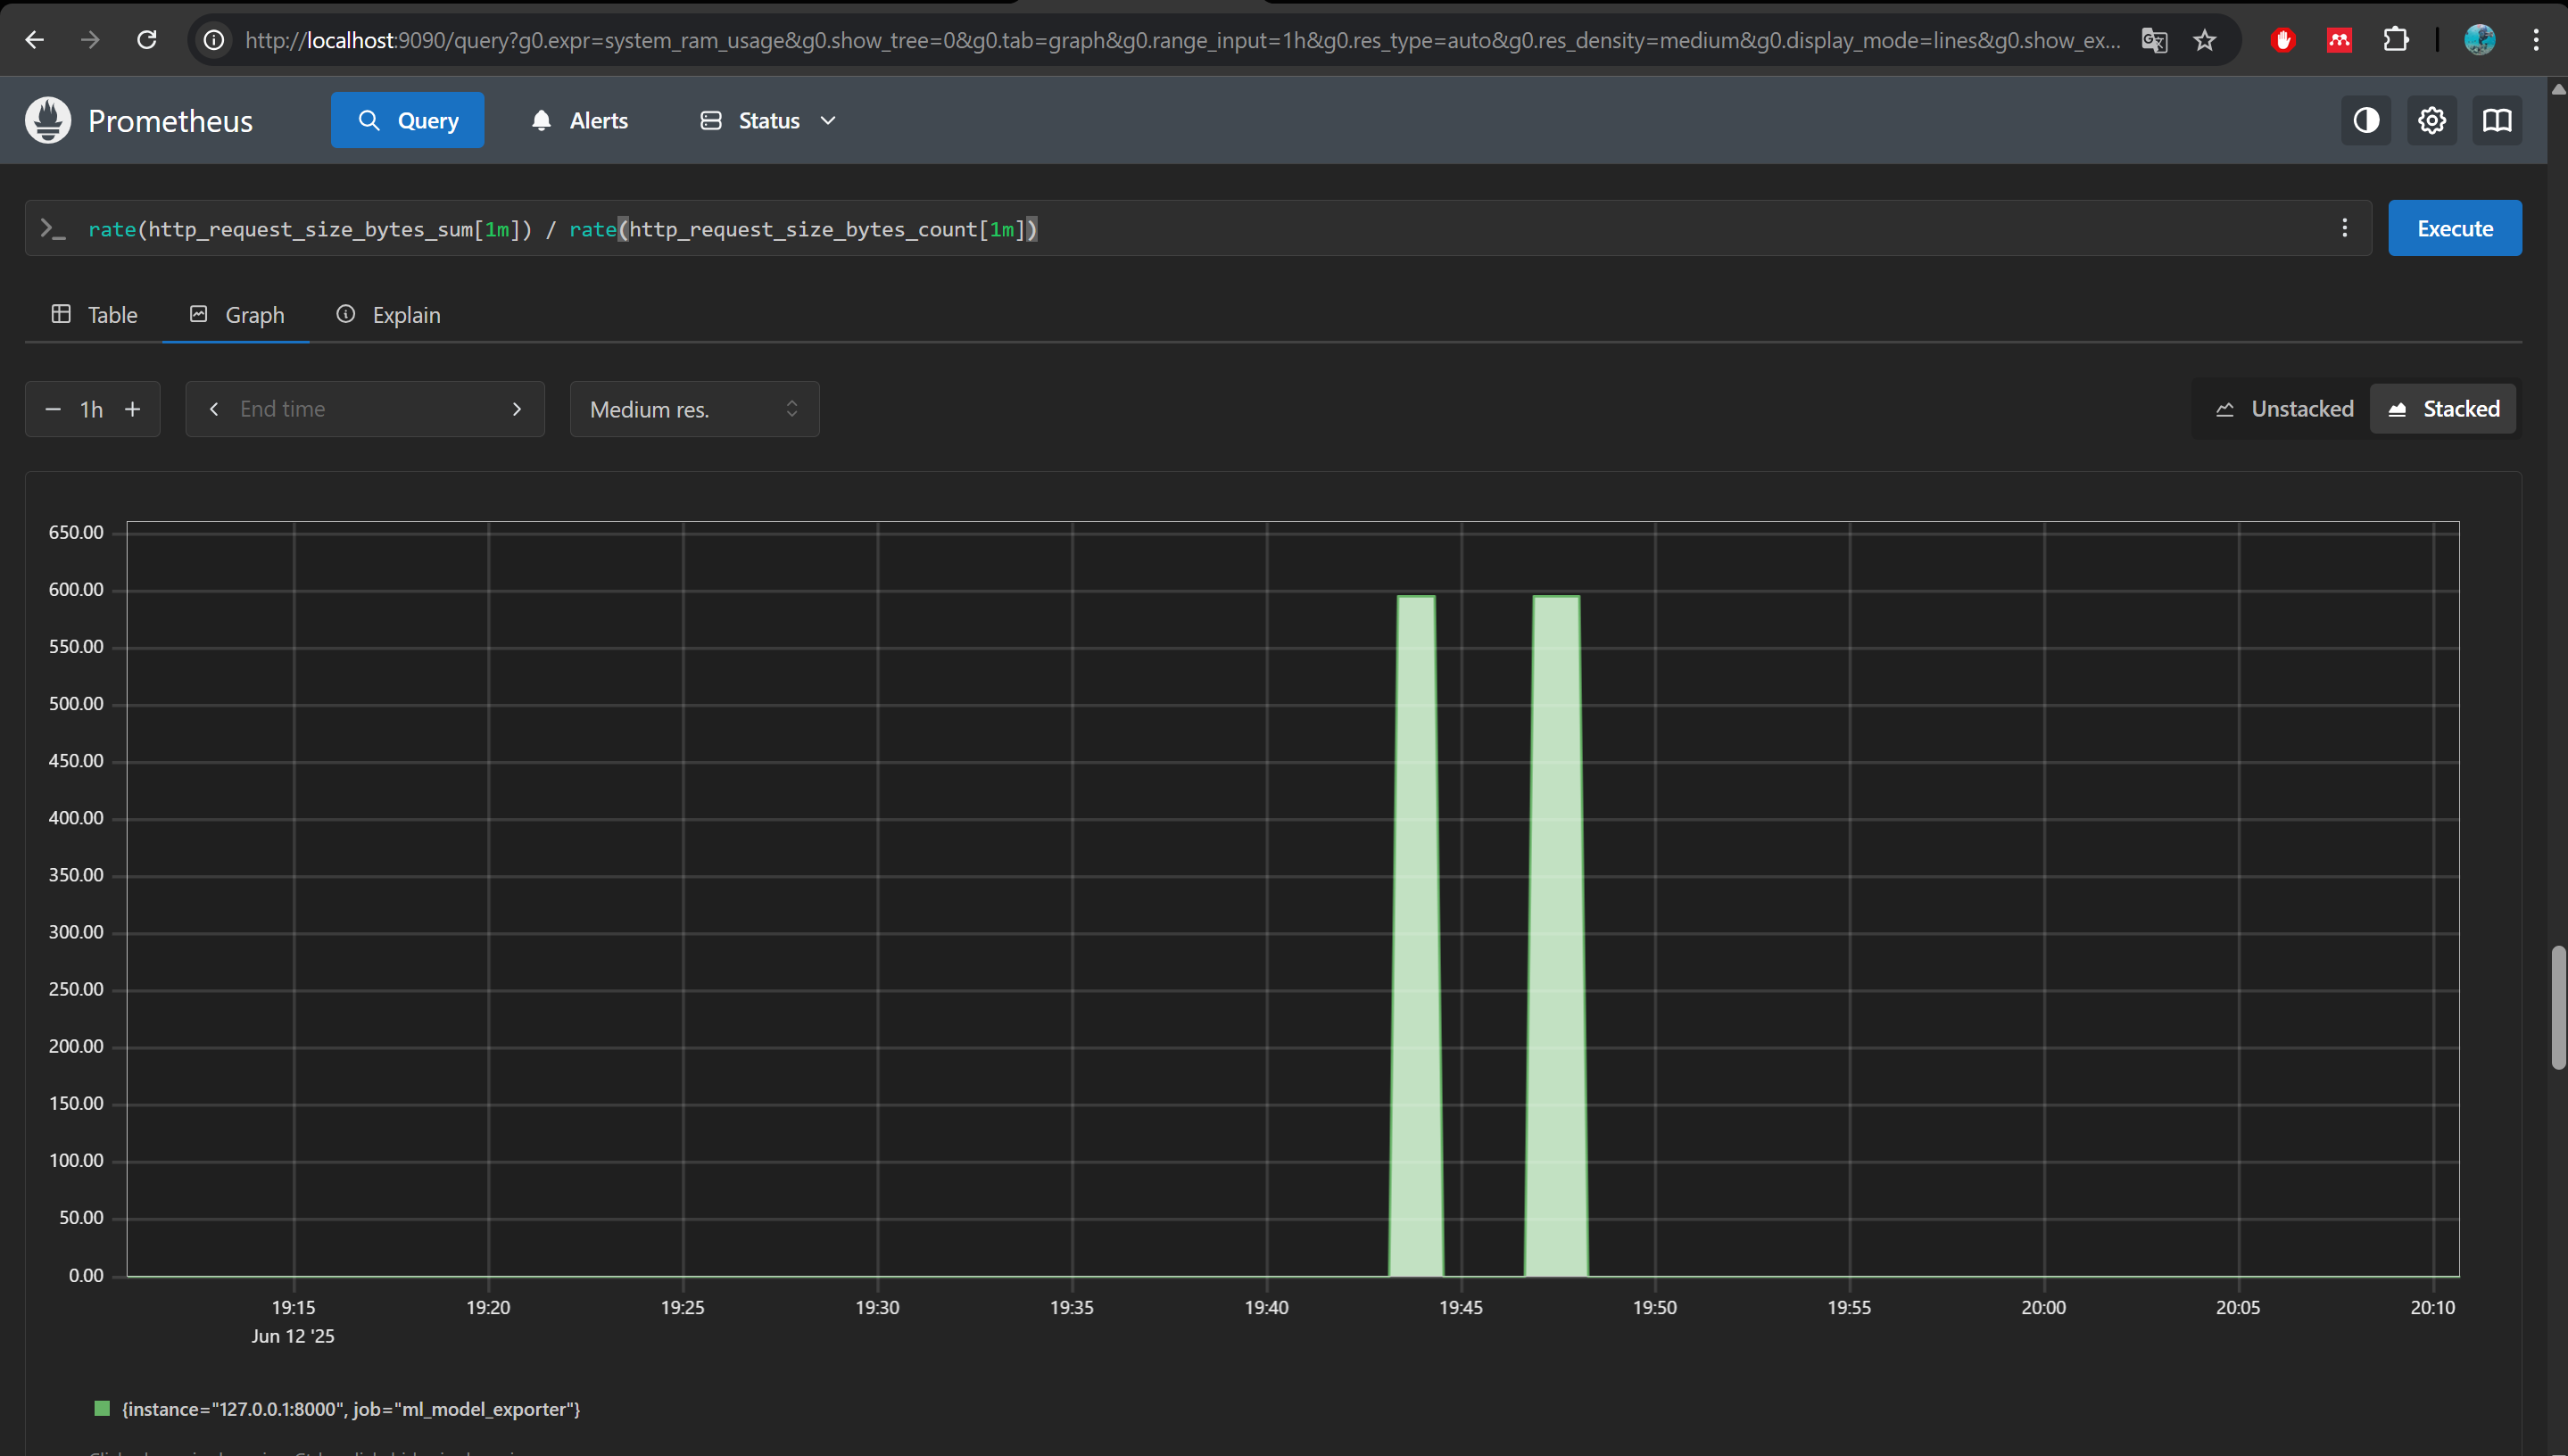 http://localhost:9090/query?g0.expr=system_ram_usage&g0.show_tree=0&g0.tab=graph&g0.range_input=1h&g0.res_type=auto&g0.res_density=medium&g0.display_mode=lines&g0.show_ex...
Prometheus Query Alerts Status
rate(http_request_size_bytes_sum[1m]) / rate(http_request_size_bytes_count[1m])
Execute
Table Graph Explain
1h End time Medium res. Unstacked Stacked
650.00
600.00
550.00
500.00
450.00
400.00
350.00
300.00
250.00
200.00
150.00
100.00
50.00
0.00
19:15 19:20 19:25 19:30 19:35 19:40 19:45 19:50 19:55 20:00 20:05 20:10
Jun 12 '25
{instance="127.0.0.1:8000", job="ml_model_exporter"}